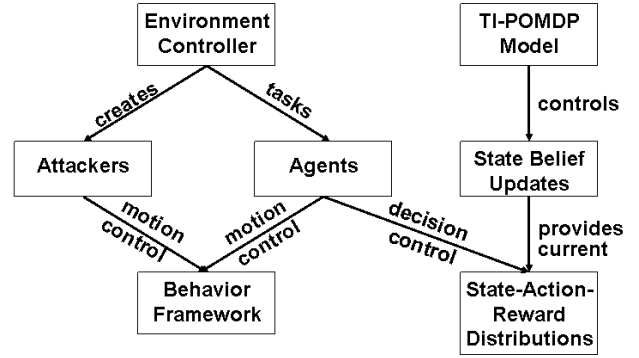 Environment
Controller
TI-POMDP
Model
creates
tasks
controls
Attackers
Agents
State Belief
Updates
motion
control
motion
control
decision
control
provides
current
Behavior
Framework
State-Action-
Reward
Distributions